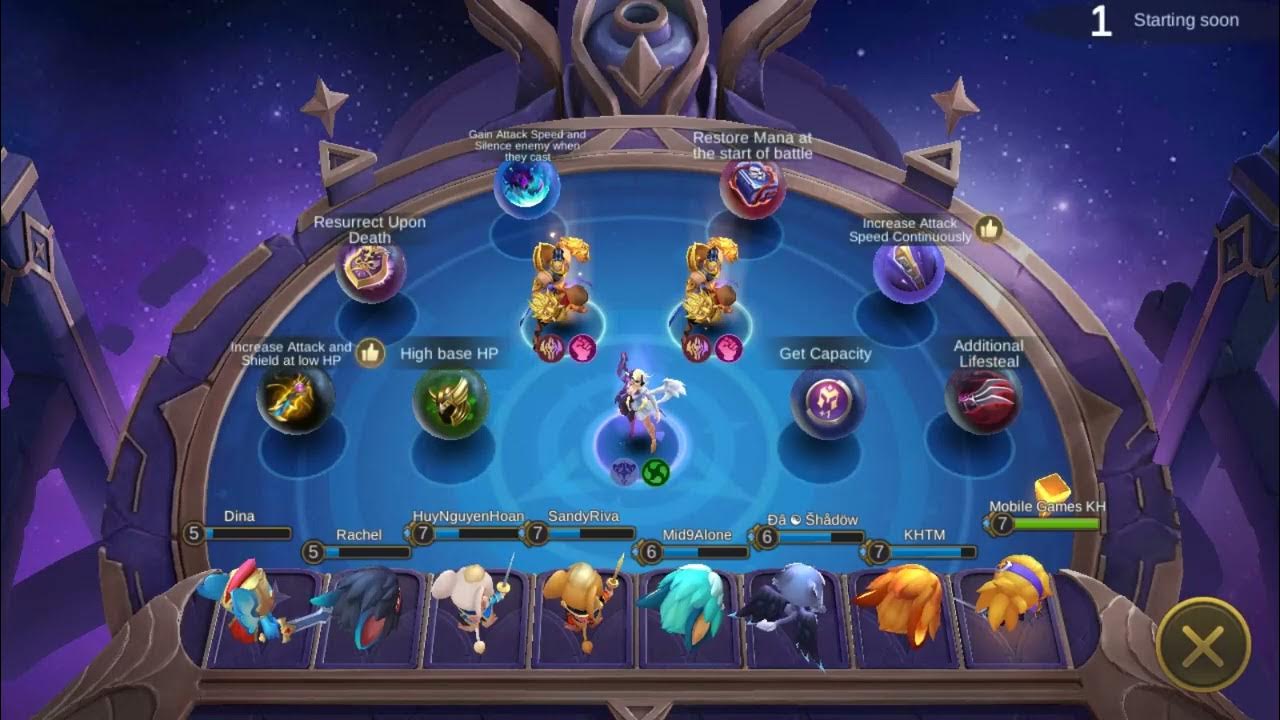 1 Starting soon
Gain Attack Speed and
Silence enemy when
they cast
Restore Mana at
the start of battle
Resurrect Upon
Death
Increase Attack
Speed Continuously
Increase Attack and
Shield at low HP
High base HP
Get Capacity
Additional
Lifesteal
+1
Dina
5
Rachel
5
HuyNguyenHoan
7
SandyRiva
7
Mid9Alone
6
Đâ ☯ Šhådöw
6
KHTM
7
Mobile Games KH
7